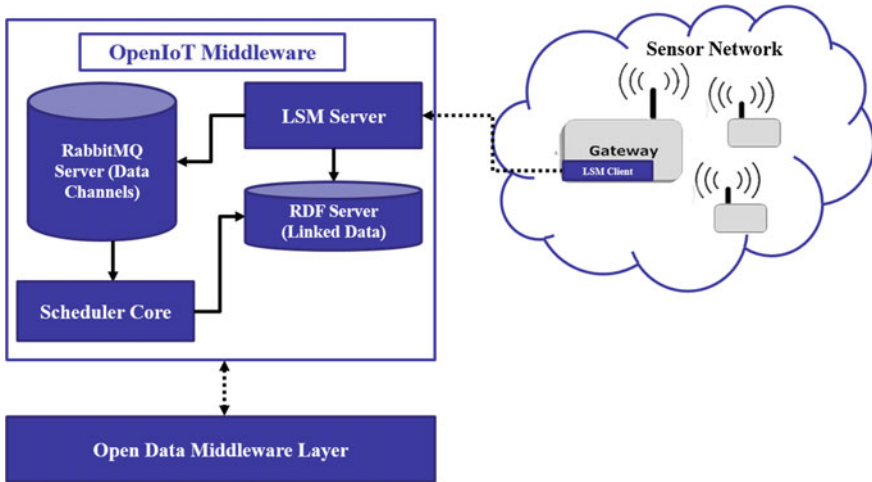 OpenIoT Middleware
LSM Server
RabbitMQ
Server (Data
Channels)
RDF Server
(Linked Data)
Scheduler Core
Open Data Middleware Layer
Sensor Network
Gateway
LSM Client